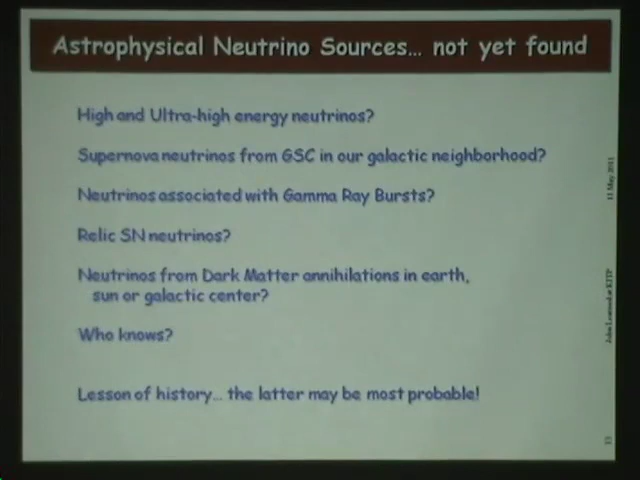 Astrophysical Neutrino Sources... not yet found
High and Ultra-high energy neutrinos?
Supernova neutrinos from GSC in our galactic neighborhood?
Neutrinos associated with Gamma Ray Bursts?
Relic SN neutrinos?
Neutrinos from Dark Matter annihilations in earth,
sun or galactic center?
Who knows?
Lesson of history... the latter may be most probable!
11 May 2011
John Learned at KITP